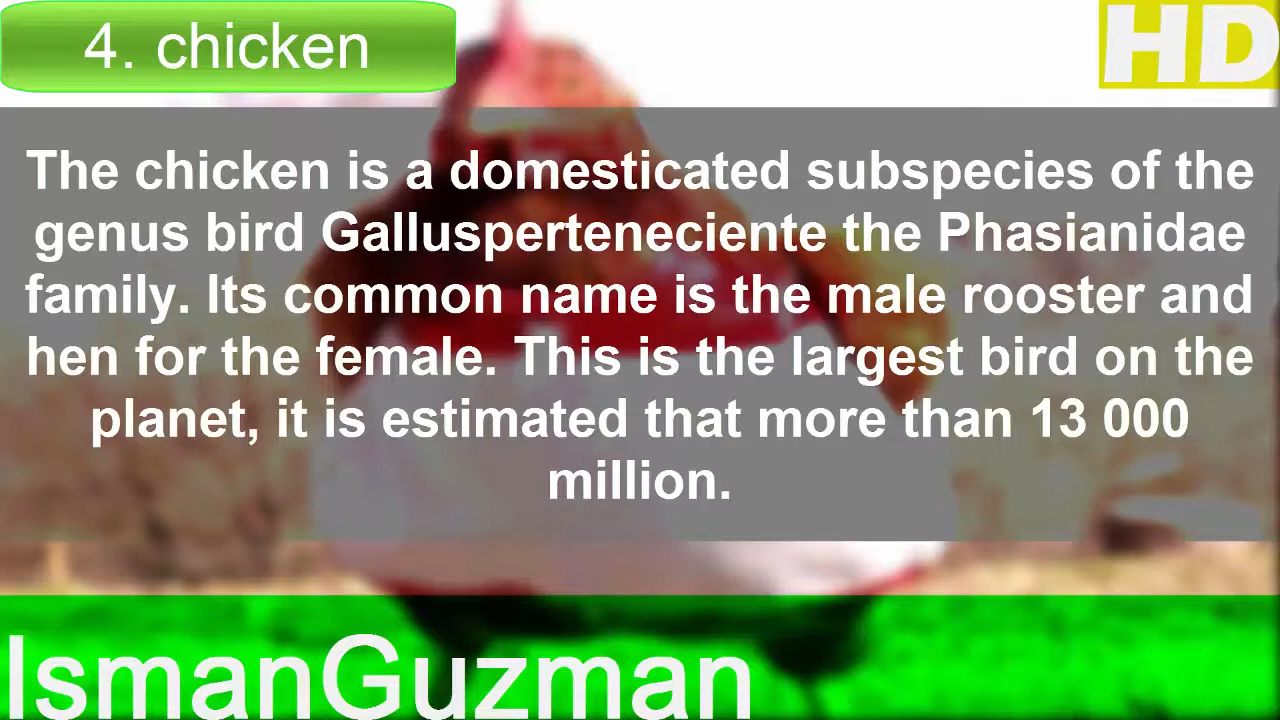 4. chicken
HD
The chicken is a domesticated subspecies of the
genus bird Gallusperteneciente the Phasianidae
family. Its common name is the male rooster and
hen for the female. This is the largest bird on the
planet, it is estimated that more than 13 000
million.
IsmanGuzman